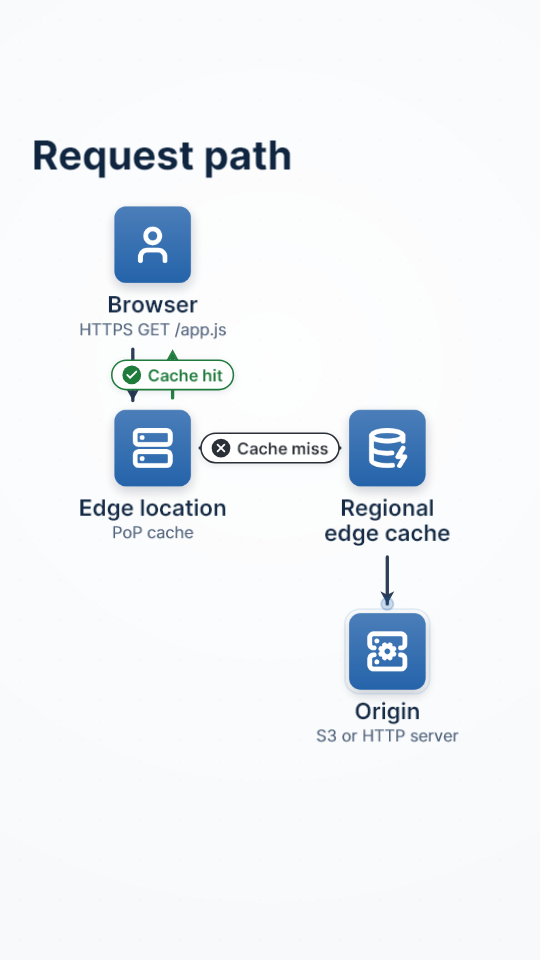 Request path
Browser
HTTPS GET /app.js
Cache hit
Cache miss
Edge location
PoP cache
Regional
edge cache
Origin
S3 or HTTP server